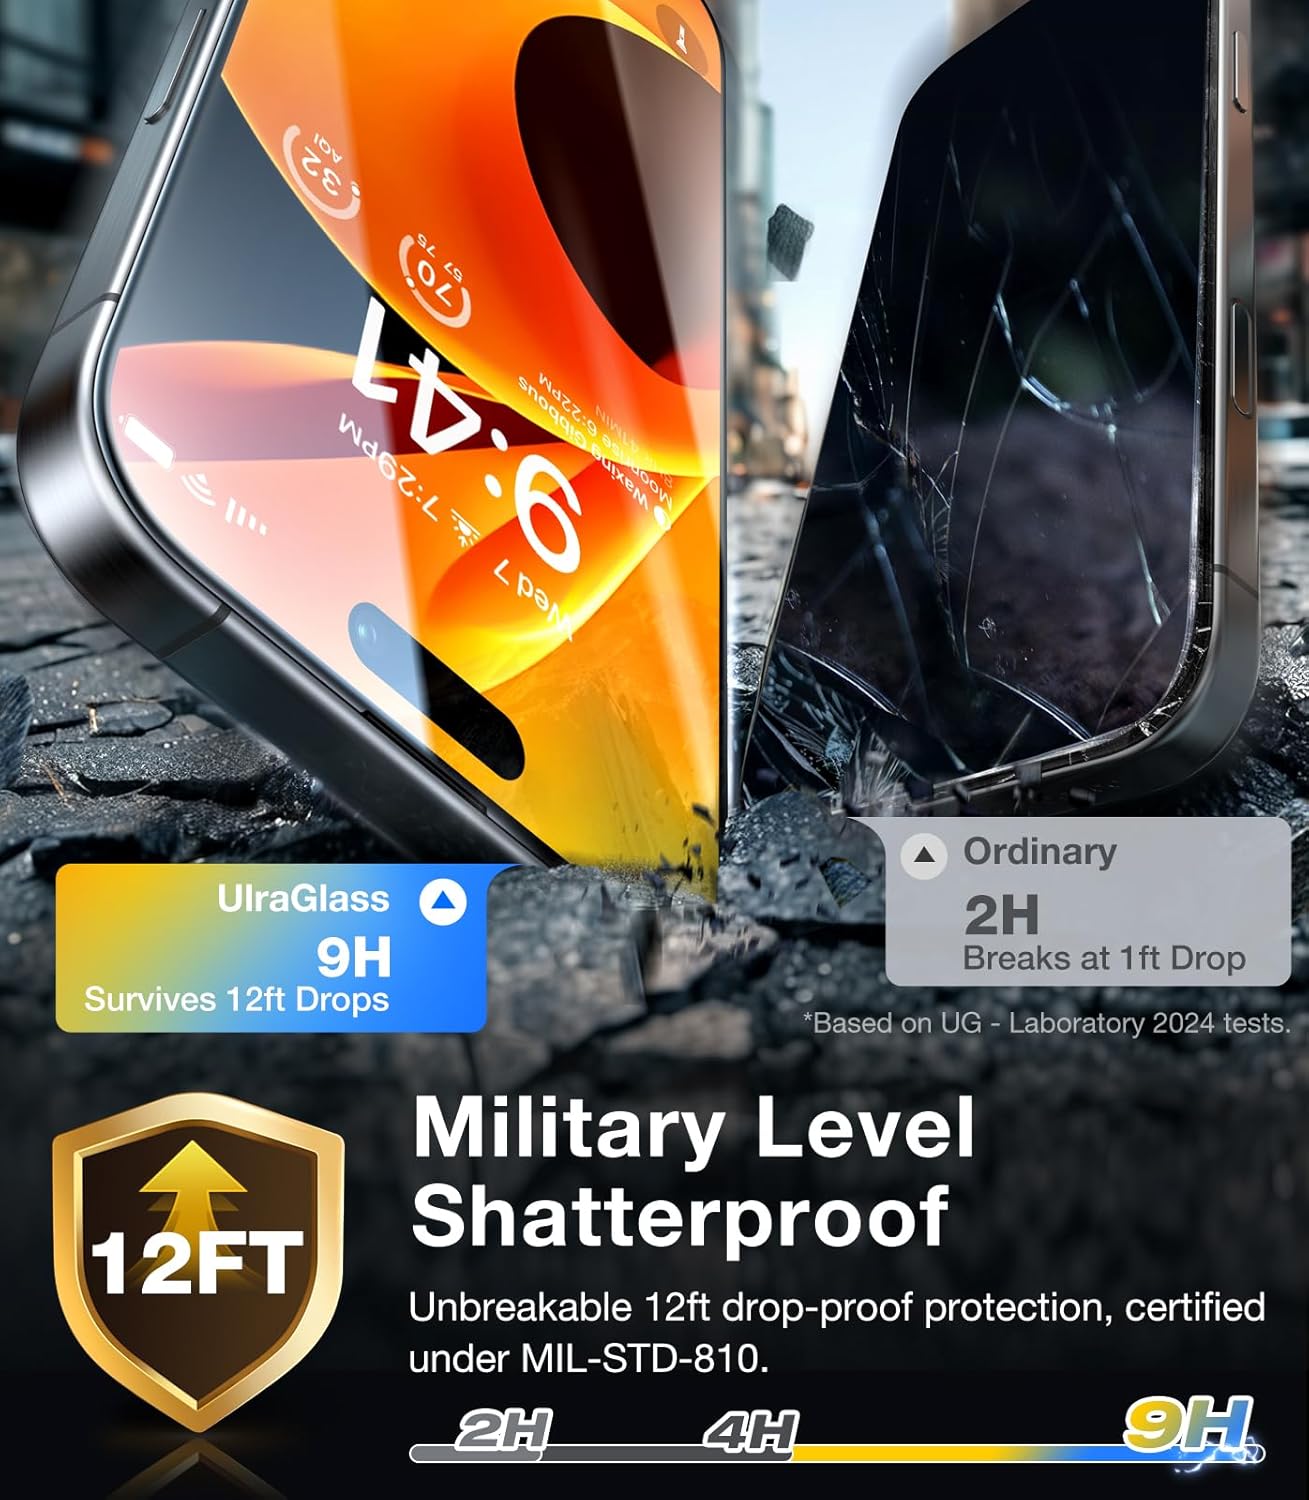 32
AQI
70
57 75
9:41
7:29PM
Waxing Gibbous
Moonrise 6:22PM
Wed 7
UlraGlass
9H
Survives 12ft Drops
Ordinary
2H
Breaks at 1ft Drop
*Based on UG - Laboratory 2024 tests.
12FT
Military Level
Shatterproof
Unbreakable 12ft drop-proof protection, certified
under MIL-STD-810.
2H
4H
9H